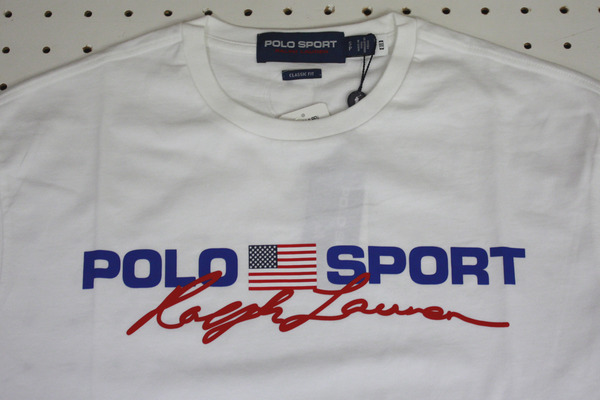 POLO SPORT
CLASSIC FIT
POLO SPORT
Ralph Lauren